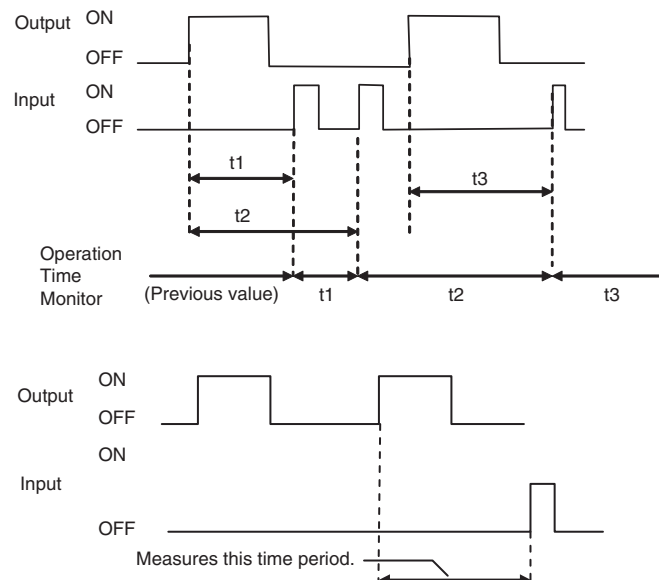 Output ON
OFF
Input ON
OFF
t1
t3
t2
Operation
Time
Monitor
(Previous value) t1 t2 t3
Output ON
OFF
ON
Input
OFF
Measures this time period.